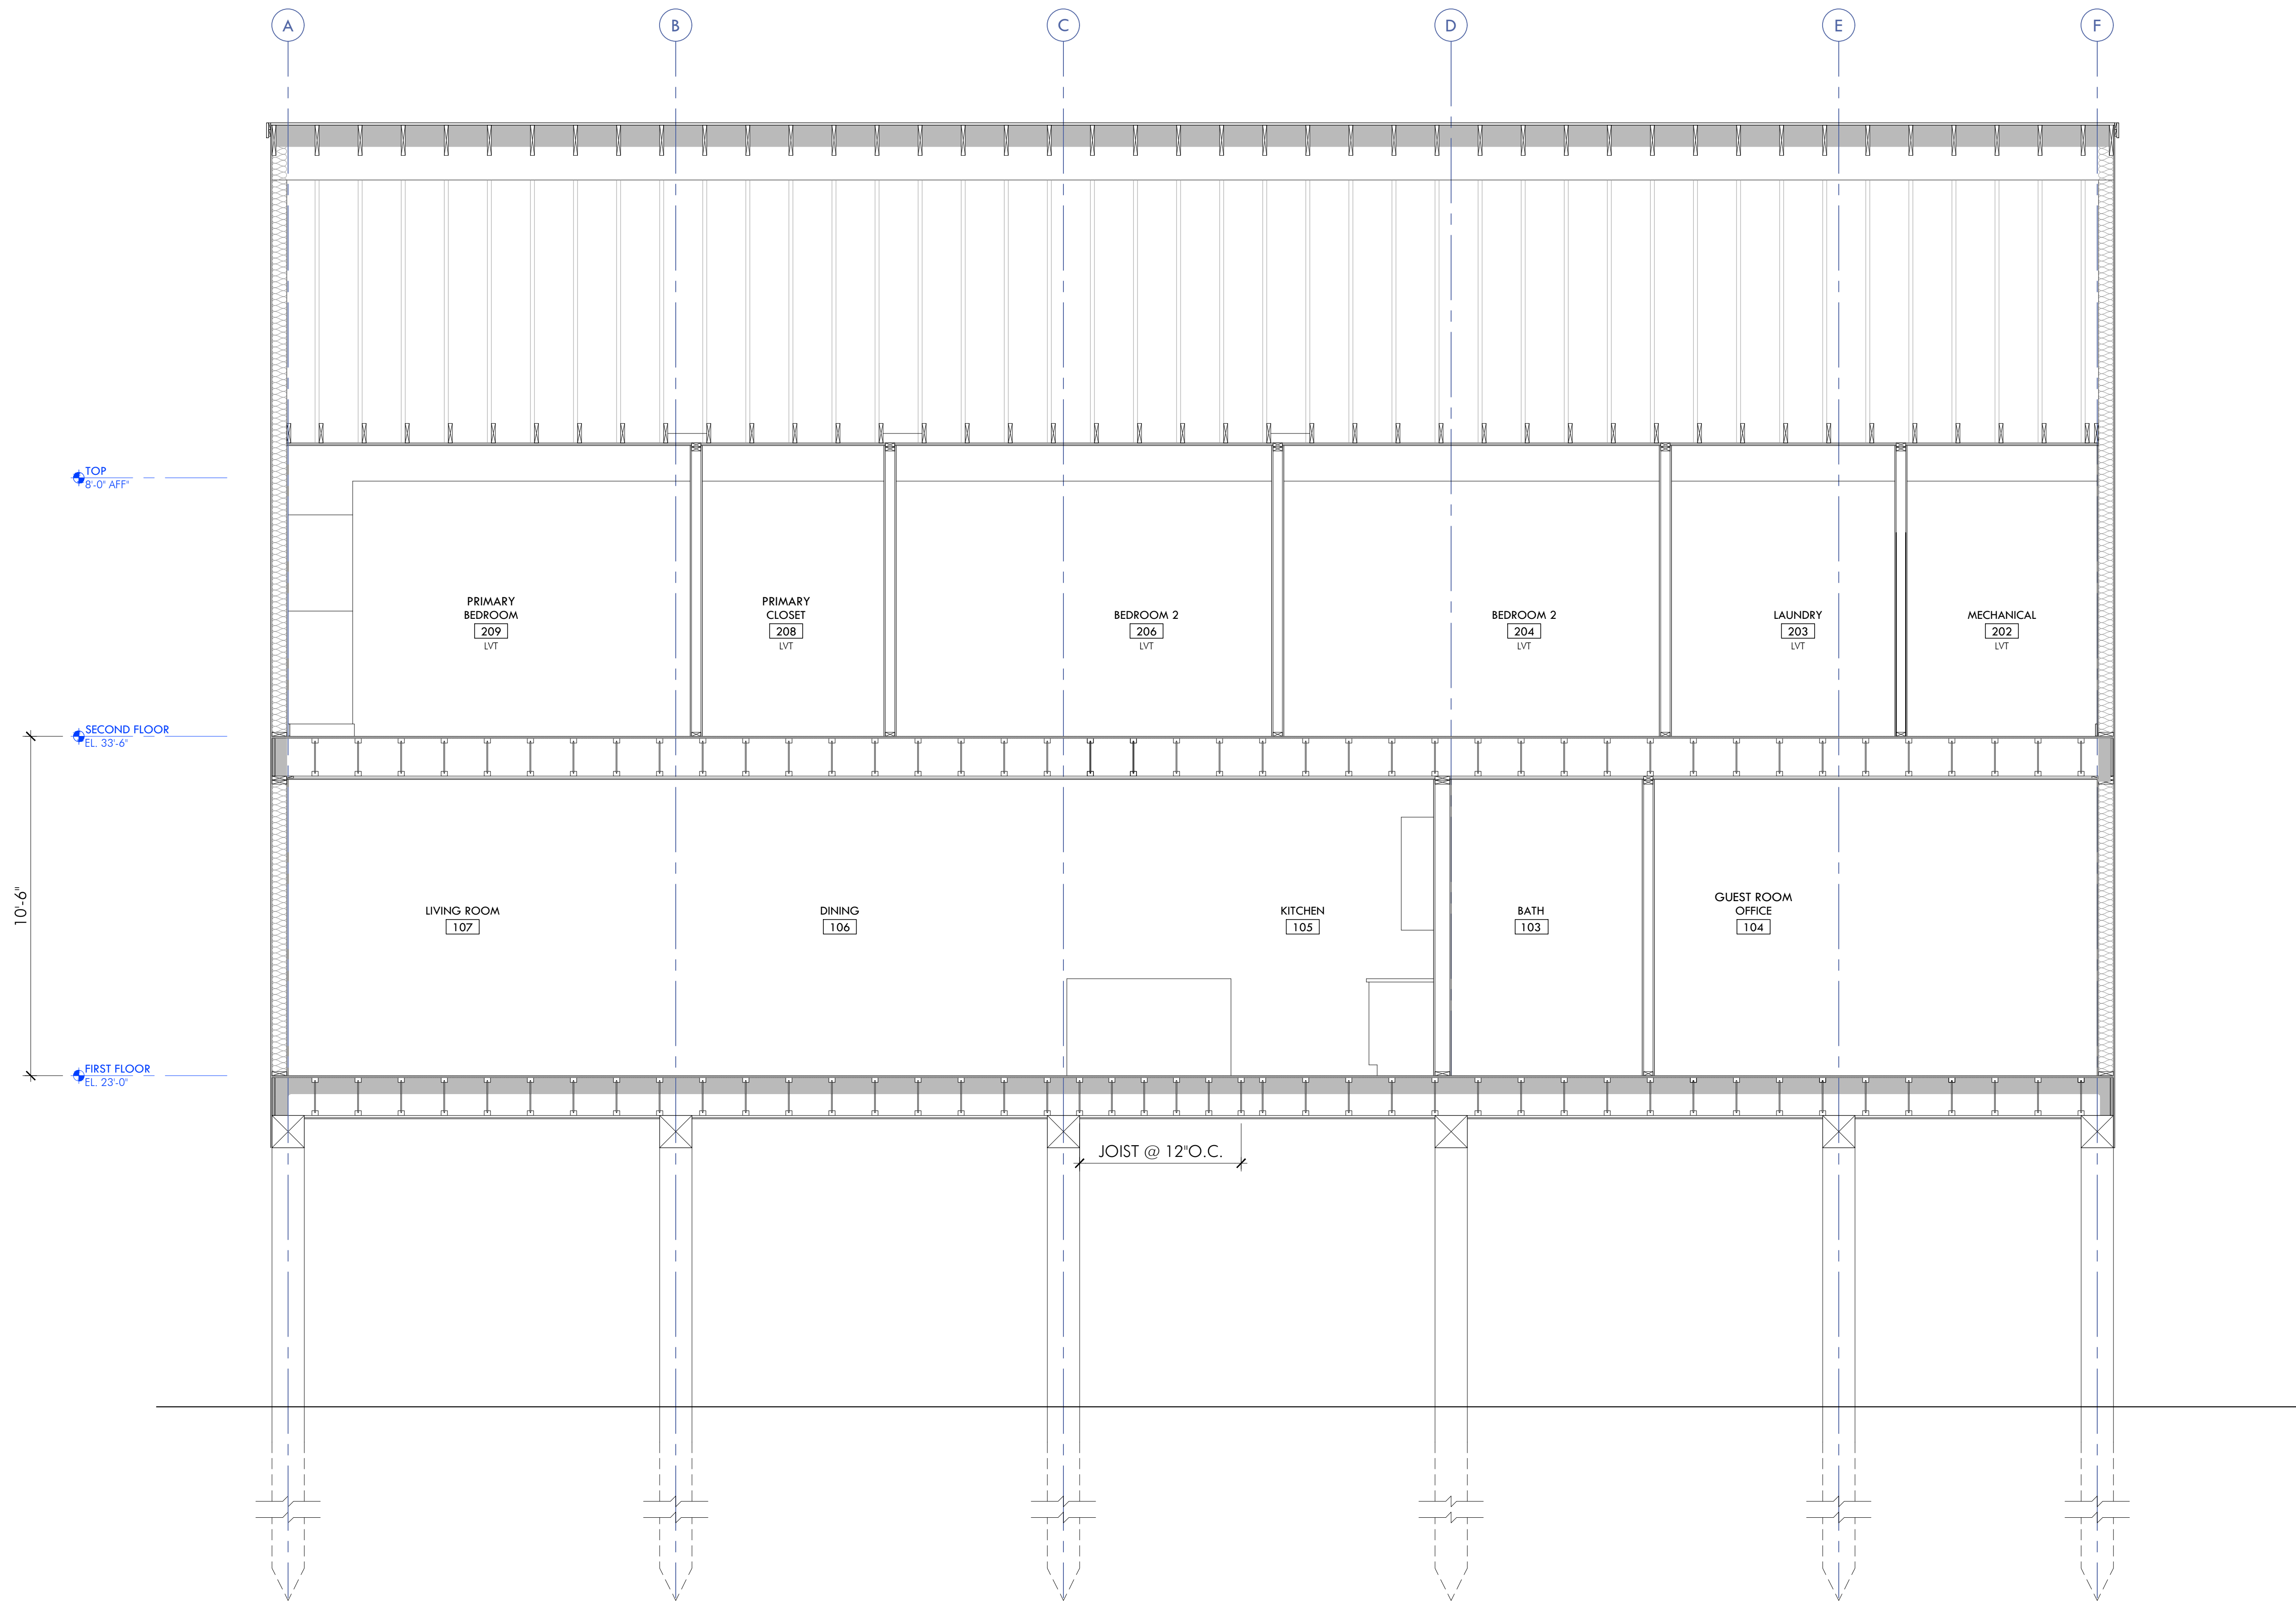 A
B
C
D
E
F
TOP
8'-0" AFF"
PRIMARY
BEDROOM
209
LVT
PRIMARY
CLOSET
208
LVT
BEDROOM 2
206
LVT
BEDROOM 2
204
LVT
LAUNDRY
203
LVT
MECHANICAL
202
LVT
SECOND FLOOR
EL. 33'-6"
10'-6"
LIVING ROOM
107
DINING
106
KITCHEN
105
BATH
103
GUEST ROOM
OFFICE
104
FIRST FLOOR
EL. 23'-0"
JOIST @ 12"O.C.